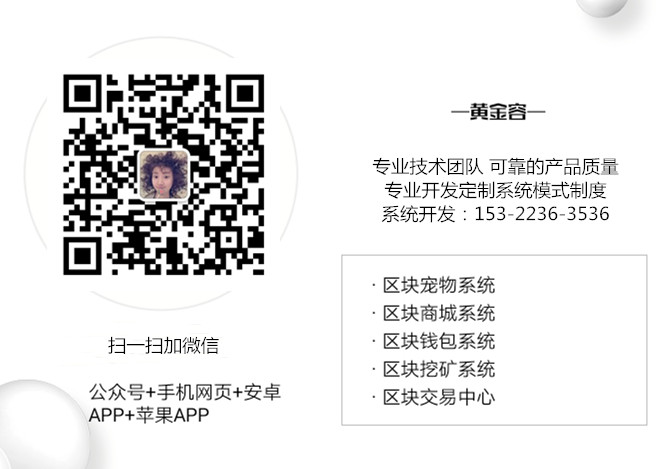 —黄金容—
专业技术团队 可靠的产品质量
专业开发定制系统模式制度
系统开发：153-2236-3536
· 区块宠物系统
· 区块商城系统
· 区块钱包系统
· 区块挖矿系统
· 区块交易中心
扫一扫加微信
公众号+手机网页+安卓
APP+苹果APP